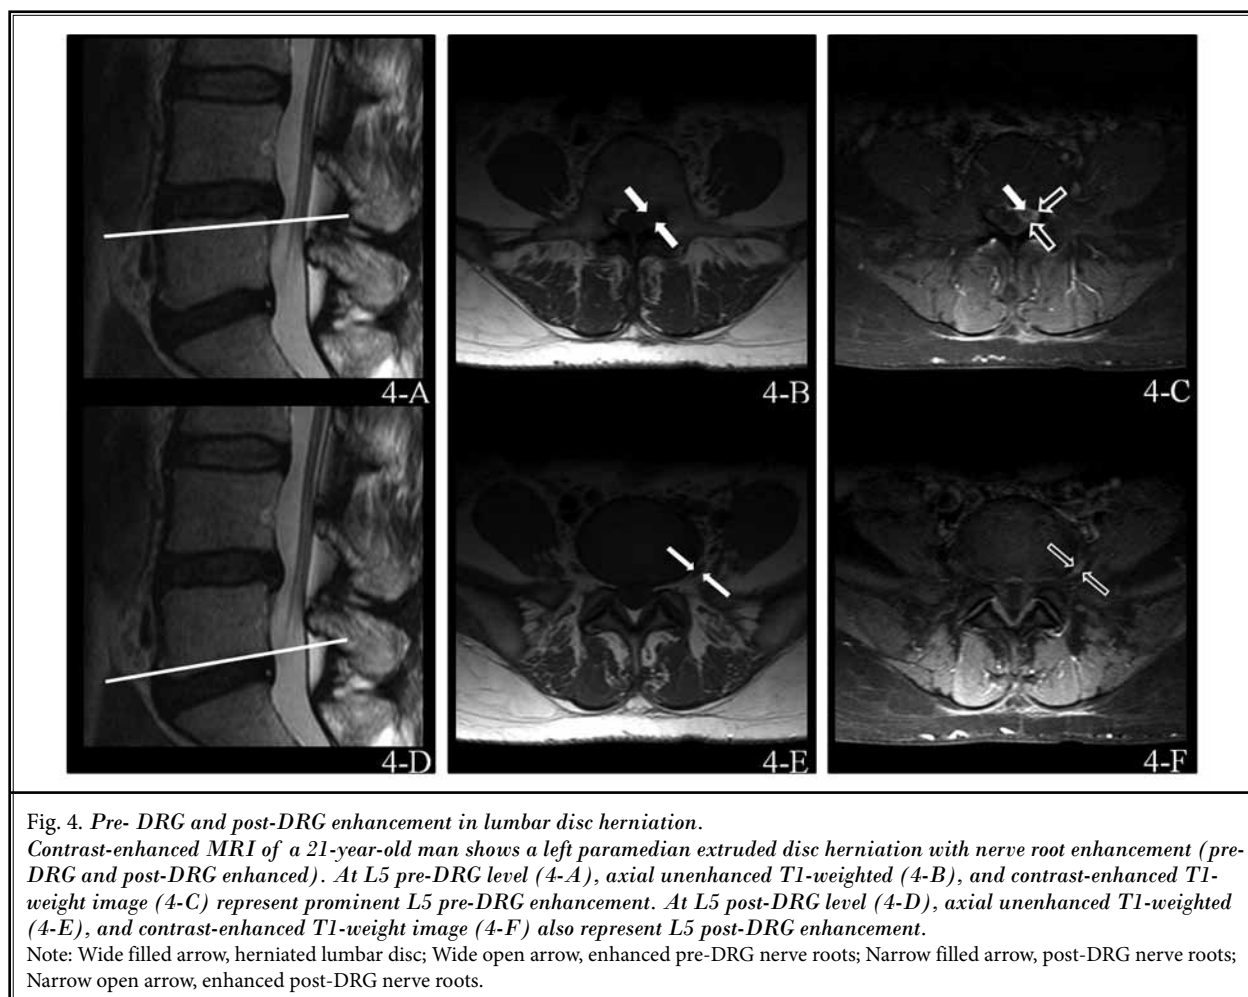 4-A
4-B
4-C
4-D
4-E
4-F
Fig. 4. Pre- DRG and post-DRG enhancement in lumbar disc herniation.
Contrast-enhanced MRI of a 21-year-old man shows a left paramedian extruded disc herniation with nerve root enhancement (pre-
DRG and post-DRG enhanced). At L5 pre-DRG level (4-A), axial unenhanced T1-weighted (4-B), and contrast-enhanced T1-
weight image (4-C) represent prominent L5 pre-DRG enhancement. At L5 post-DRG level (4-D), axial unenhanced T1-weighted
(4-E), and contrast-enhanced T1-weight image (4-F) also represent L5 post-DRG enhancement.
Note: Wide filled arrow, herniated lumbar disc; Wide open arrow, enhanced pre-DRG nerve roots; Narrow filled arrow, post-DRG nerve roots;
Narrow open arrow, enhanced post-DRG nerve roots.